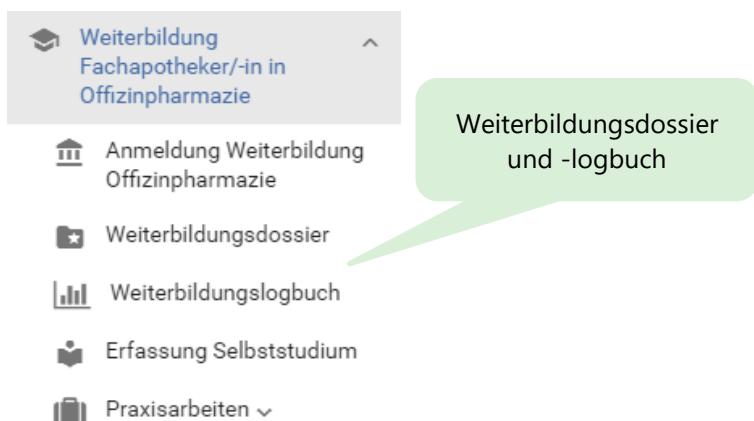 Weiterbildung
Fachapotheker/-in in
Offizinpharmazie
Anmeldung Weiterbildung
Offizinpharmazie
Weiterbildungsdossier
Weiterbildungslogbuch
Erfassung Selbststudium
Praxisarbeiten
Weiterbildungsdossier
und -logbuch